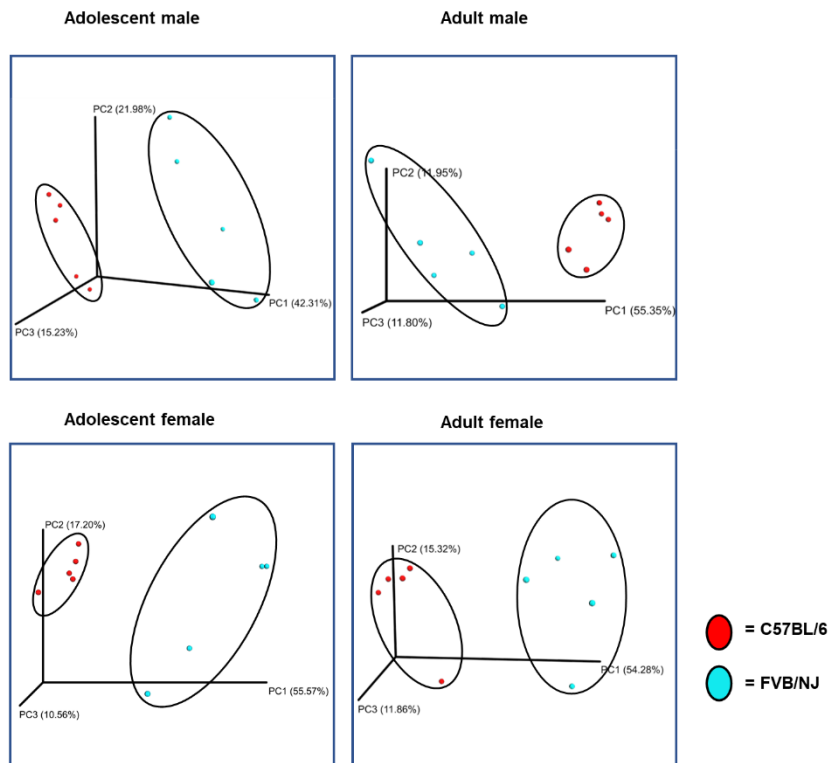 Adolescent male
Adult male
PC2 (21.98%)
PC1 (42.31%)
PC3 (15.23%)
PC2 (11.95%)
PC1 (55.35%)
PC3 (11.80%)
Adolescent female
Adult female
PC2 (17.20%)
PC1 (55.57%)
PC3 (10.56%)
PC2 (15.32%)
PC1 (54.28%)
PC3 (11.86%)
= C57BL/6
= FVB/NJ